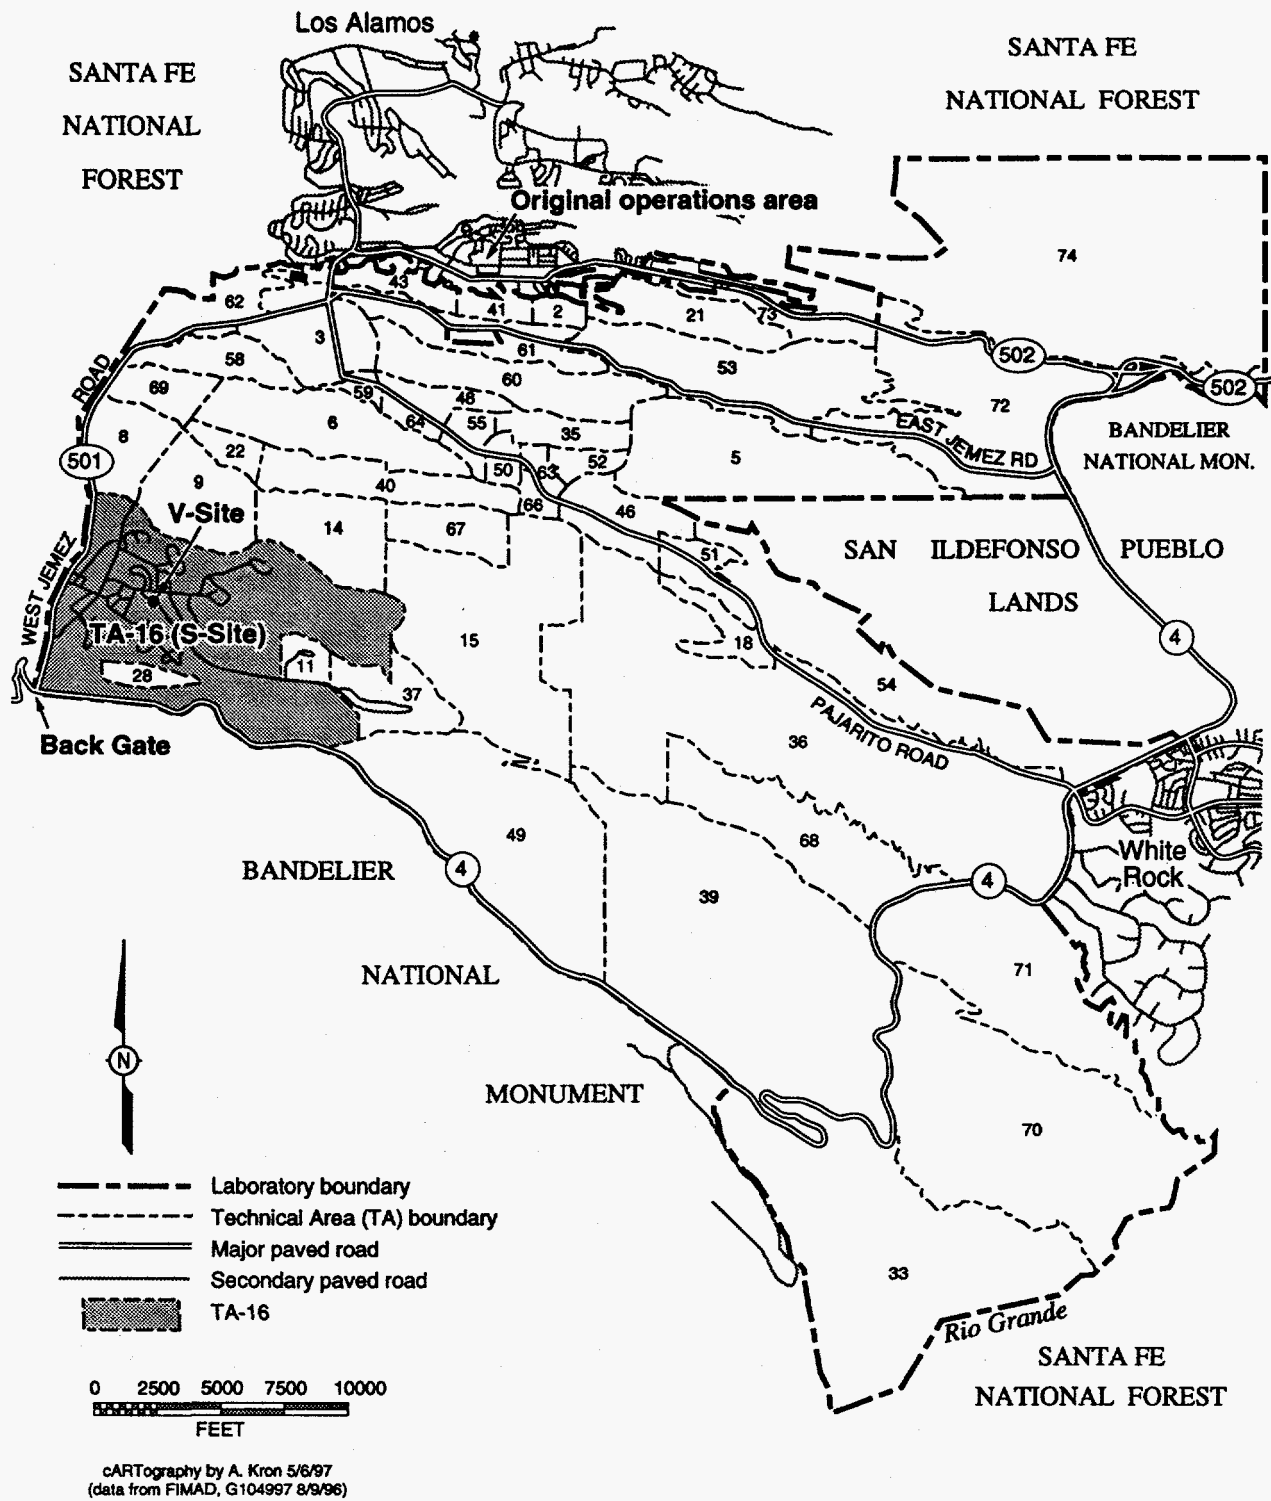 Los Alamos
SANTA FE
NATIONAL
FOREST
SANTA FE
NATIONAL FOREST
Original operations area
74
43
62
41
2
21
73
3
61
502
58
53
502
60
69
ROAD
59
48
72
64
6
55
35
EAST JEMEZ RD
BANDELIER
NATIONAL MON.
8
22
501
50
63
52
5
9
40
66
46
V-Site
14
67
51
SAN ILDEFONSO PUEBLO
LANDS
WEST JEMEZ
TA-16 (S-Site)
15
18
4
11
28
37
54
Back Gate
PAJARITO ROAD
36
49
68
BANDELIER
4
White
Rock
4
39
NATIONAL
71
N
MONUMENT
70
Laboratory boundary
Technical Area (TA) boundary
Major paved road
Secondary paved road
TA-16
33
Rio Grande
SANTA FE
NATIONAL FOREST
0 2500 5000 7500 10000
FEET
cARTography by A. Kron 5/6/97
(data from FIMAD, G104997 8/9/96)